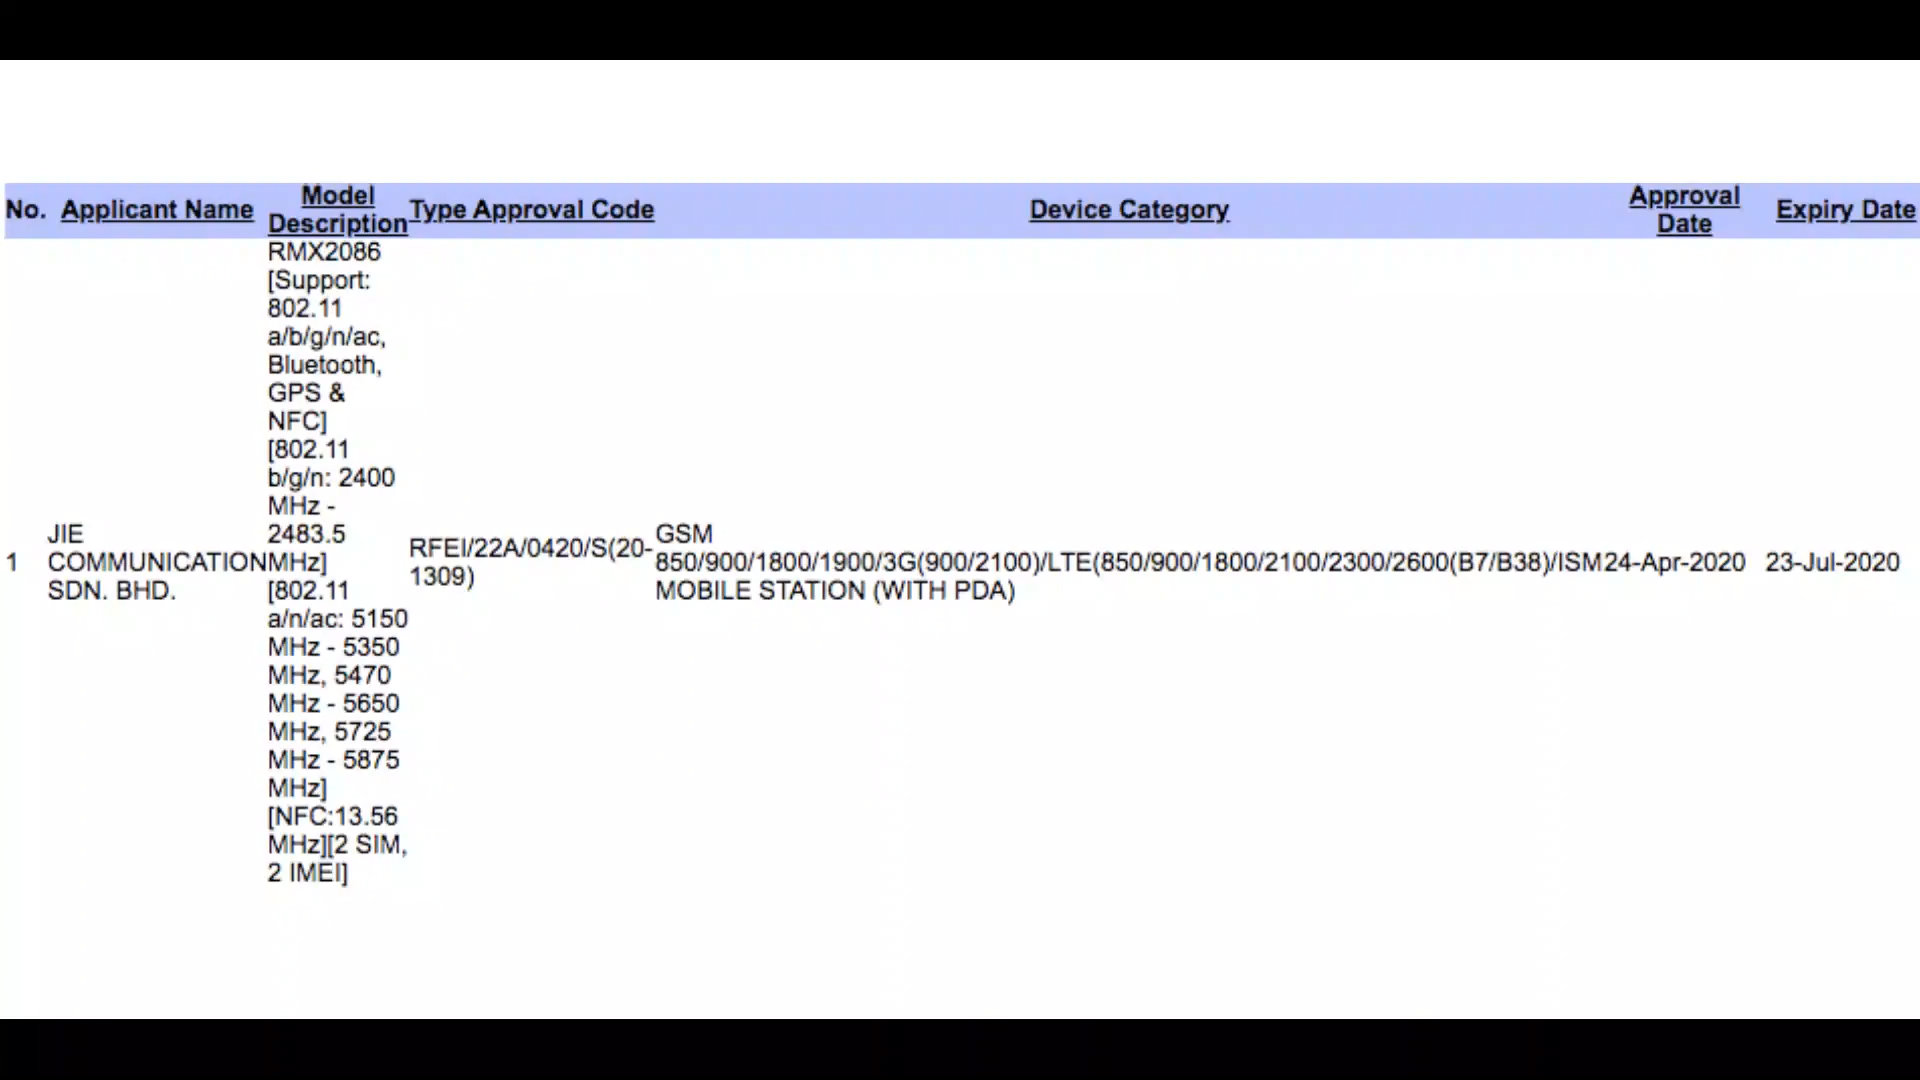 No. Applicant Name Model Description Type Approval Code Device Category Approval Date Expiry Date
1
JIE
COMMUNICATION
SDN. BHD.
RMX2086
[Support:
802.11
a/b/g/n/ac,
Bluetooth,
GPS &
NFC]
[802.11
b/g/n: 2400
MHz -
2483.5
MHz]
[802.11
a/n/ac: 5150
MHz - 5350
MHz, 5470
MHz - 5650
MHz, 5725
MHz - 5875
MHz]
[NFC:13.56
MHz][2 SIM,
2 IMEI]
RFEI/22A/0420/S(20-
1309)
GSM
850/900/1800/1900/3G(900/2100)/LTE(850/900/1800/2100/2300/2600(B7/B38)/ISM
MOBILE STATION (WITH PDA)
24-Apr-2020
23-Jul-2020